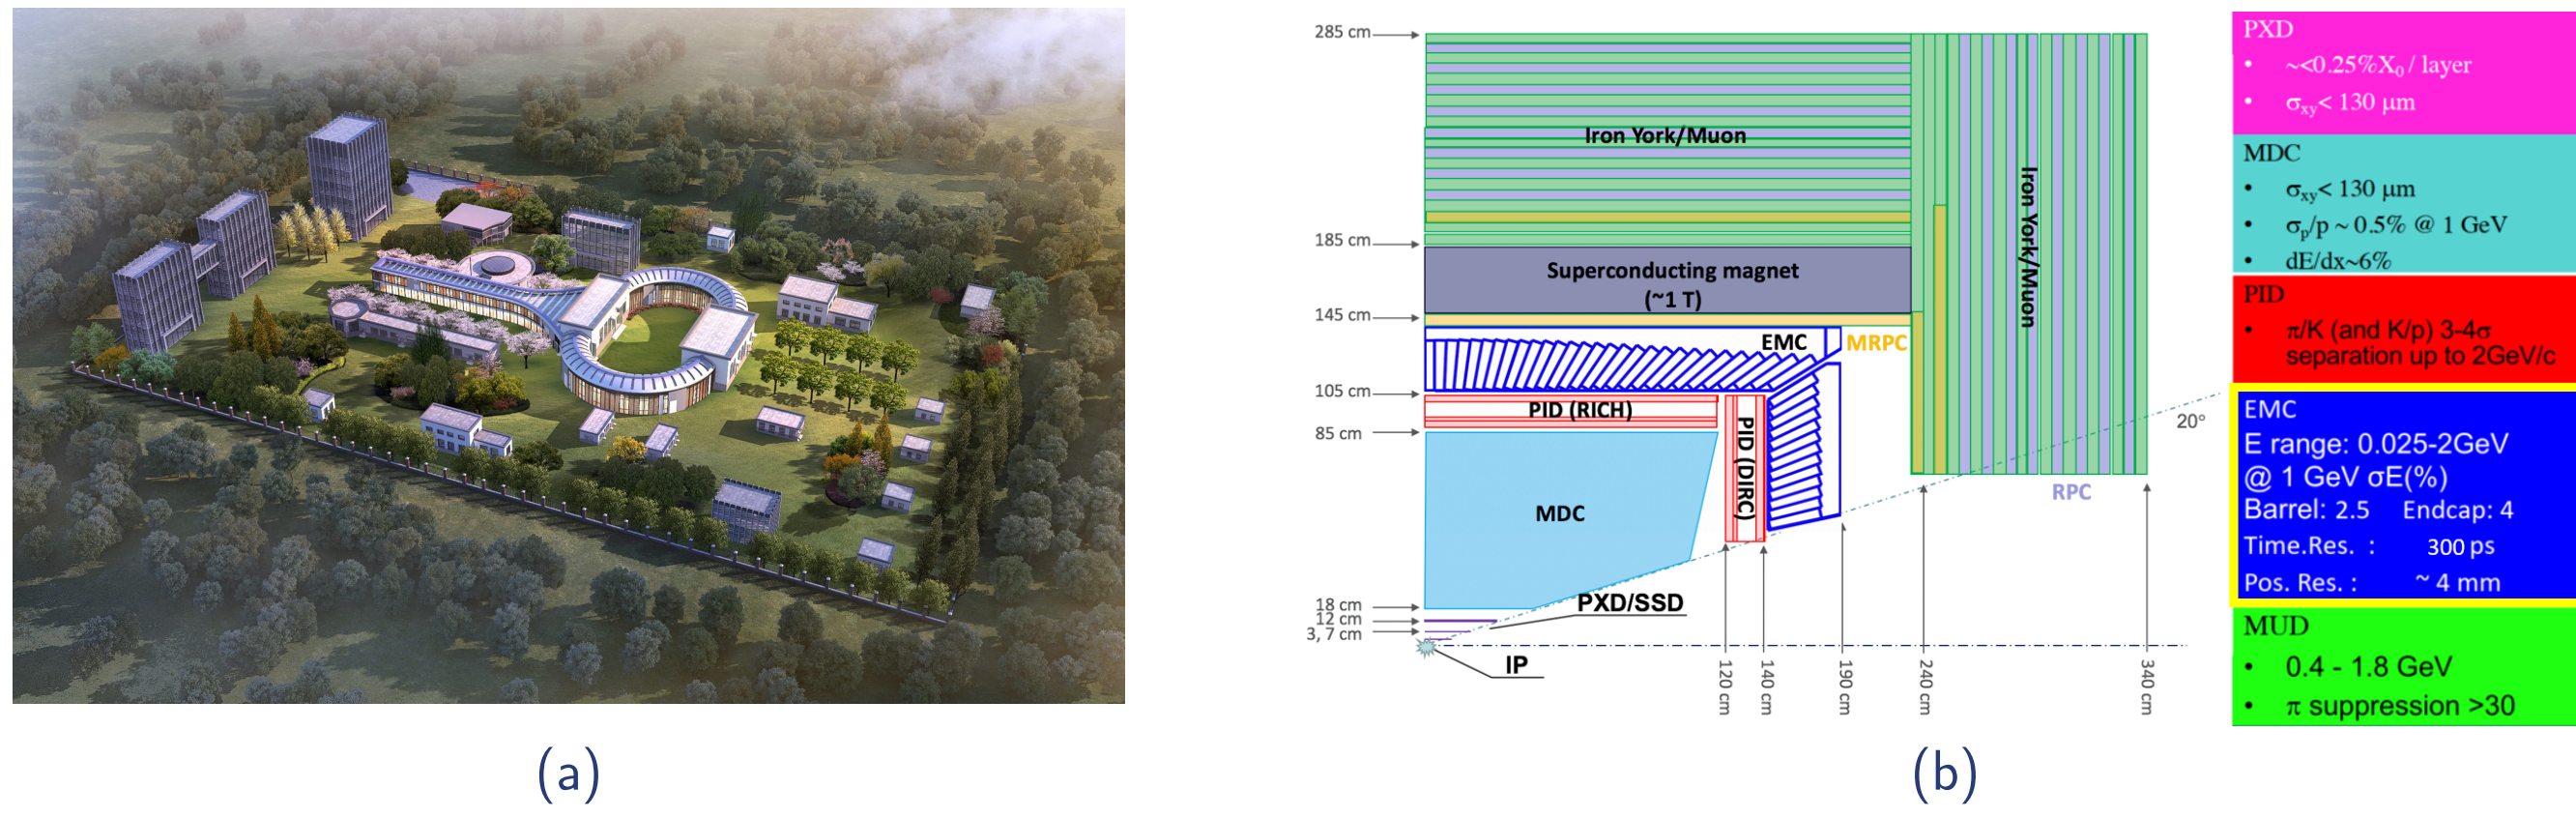 285 cm
Iron York/Muon
Iron York/Muon
185 cm
Superconducting magnet
(~1 T)
145 cm
EMC
MRPC
105 cm
PID (RICH)
PID (DIRC)
85 cm
20°
RPC
MDC
18 cm
12 cm
3, 7 cm
PXD/SSD
IP
120 cm
140 cm
190 cm
240 cm
340 cm
PXD
• ~<0.25%X₀ / layer
• σxy< 130 μm
MDC
• σxy< 130 μm
• σp/p ~ 0.5% @ 1 GeV
• dE/dx~6%
PID
• π/K (and K/p) 3-4σ
separation up to 2GeV/c
EMC
E range: 0.025-2GeV
@ 1 GeV σE(%)
Barrel: 2.5 Endcap: 4
Time.Res. : 300 ps
Pos. Res. : ~ 4 mm
MUD
• 0.4 - 1.8 GeV
• π suppression >30
(a)
(b)